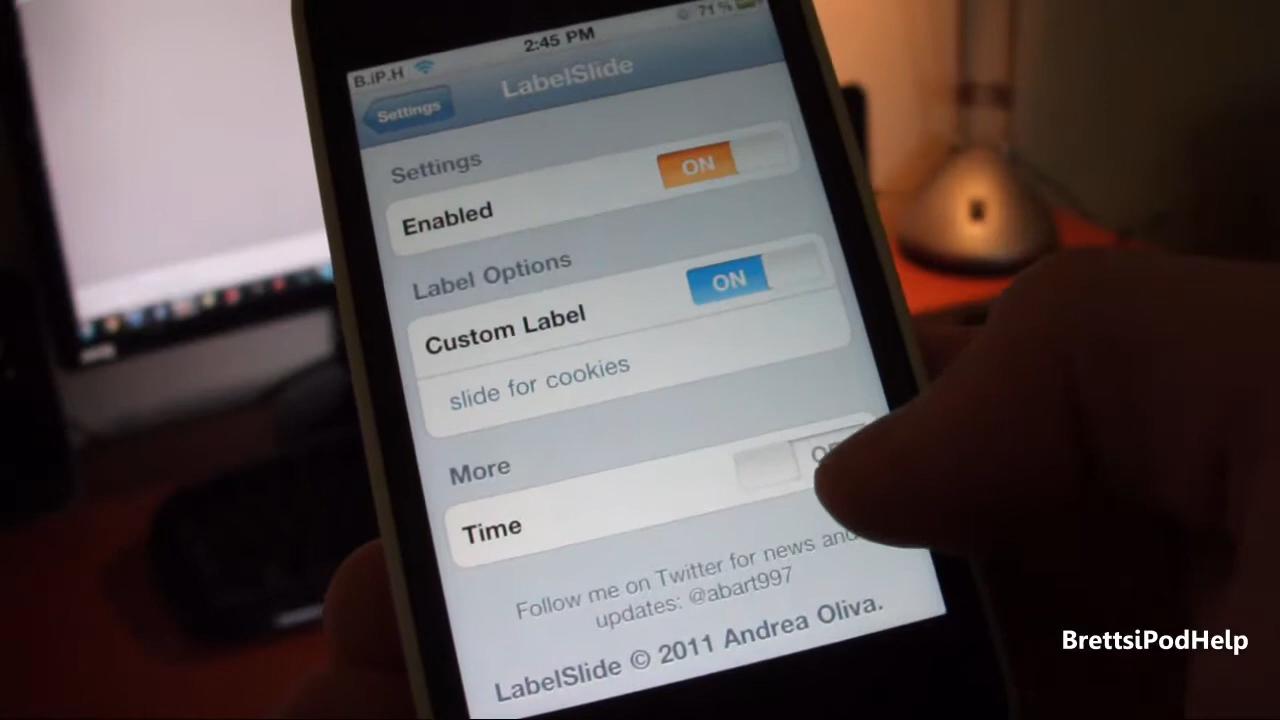 B.iP.H 2:45 PM 71%
Settings LabelSlide
Settings
Enabled ON
Label Options
Custom Label ON
slide for cookies
More
Time
Follow me on Twitter for news and
updates: @abart997
LabelSlide © 2011 Andrea Oliva.
BrettsiPodHelp